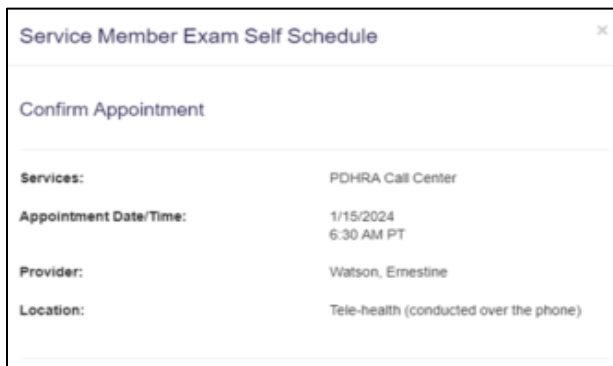 Service Member Exam Self Schedule ×
Confirm Appointment
Services: PDHRA Call Center
Appointment Date/Time: 1/15/2024
6:30 AM PT
Provider: Watson, Ernestine
Location: Tele-health (conducted over the phone)